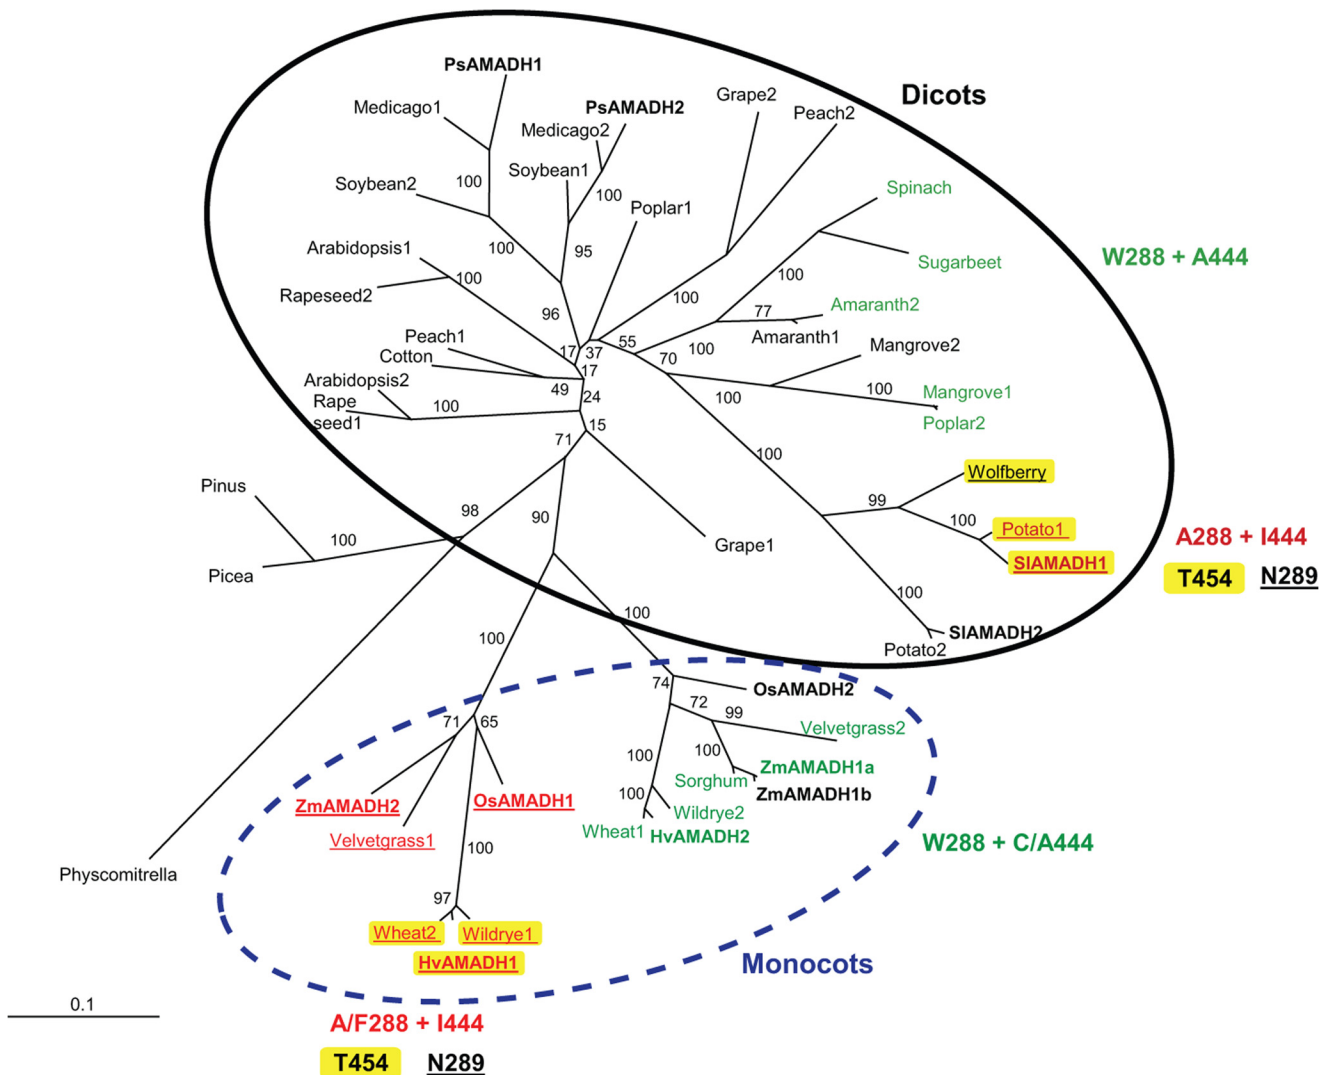 PsAMADH1
Dicots
Grape2
Medicago1
PsAMADH2
Peach2
Medicago2
Soybean1
Soybean2
100
100
Spinach
Poplar1
Arabidopsis1
100
95
W288 + A444
Sugarbeet
100
100
Rapeseed2
100
Amaranth2
96
77
Peach1
Amaranth1
55
Mangrove2
17
37
100
Cotton
70
17
Arabidopsis2
49
100
Mangrove1
Rape
24
100
100
seed1
15
Poplar2
71
100
Wolfberry
Pinus
99
98
90
100
Potato1
100
Grape1
A288 + I444
SlAMADH1
Picea
T454 N289
100
100
SlAMADH2
100
Potato2
74
OsAMADH2
72
99
71
65
Velvetgrass2
100
100
ZmAMADH1a
Sorghum
ZmAMADH1b
100
ZmAMADH2
OsAMADH1
Wildrye2
Wheat1
HvAMADH2
Velvetgrass1
W288 + C/A444
100
Physcomitrella
97
Wheat2
Wildrye1
HvAMADH1
Monocots
0.1
A/F288 + I444
T454 N289